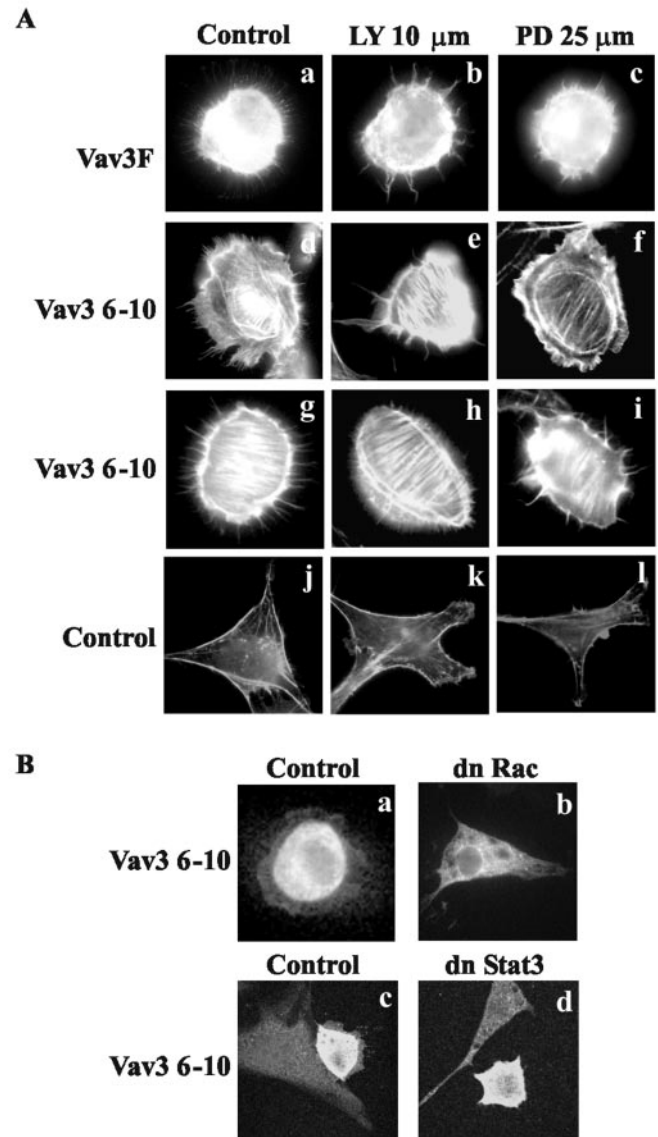 A
Control LY 10 μm PD 25 μm
Vav3F a b c
Vav3 6-10 d e f
Vav3 6-10 g h i
Control j k l
B
Control dn Rac
Vav3 6-10 a b
Control dn Stat3
Vav3 6-10 c d